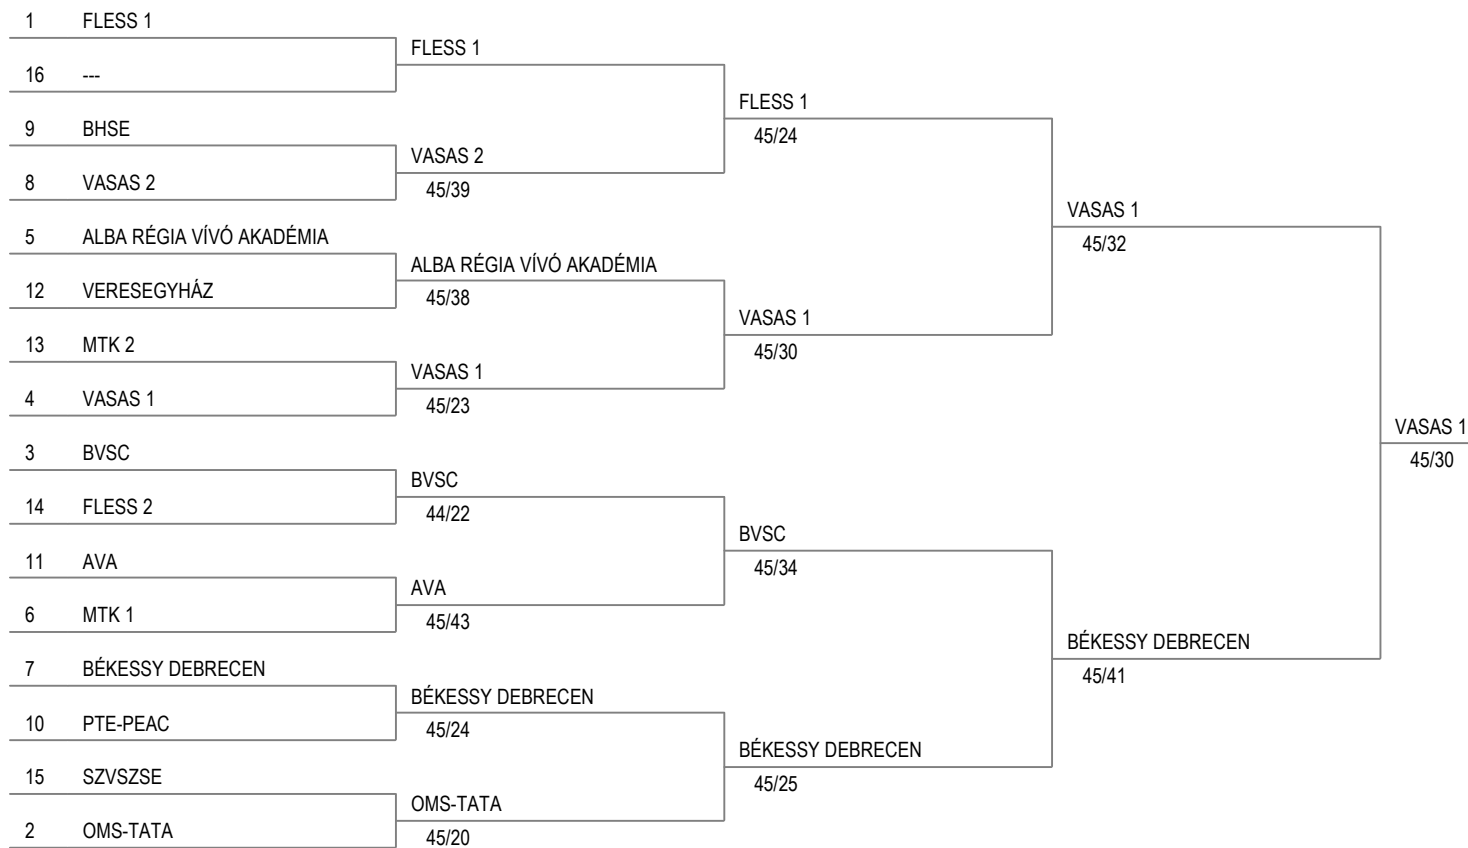 1 FLESS 1
16 ---
9 BHSE
8 VASAS 2
5 ALBA RÉGIA VÍVÓ AKADÉMIA
12 VERESEGYHÁZ
13 MTK 2
4 VASAS 1
3 BVSC
14 FLESS 2
11 AVA
6 MTK 1
7 BÉKESSY DEBRECEN
10 PTE-PEAC
15 SZVSZSE
2 OMS-TATA
FLESS 1
VASAS 2
45/39
ALBA RÉGIA VÍVÓ AKADÉMIA
45/38
VASAS 1
45/23
BVSC
44/22
AVA
45/43
BÉKESSY DEBRECEN
45/24
OMS-TATA
45/20
FLESS 1
45/24
VASAS 1
45/30
BVSC
45/34
BÉKESSY DEBRECEN
45/25
VASAS 1
45/32
BÉKESSY DEBRECEN
45/41
VASAS 1
45/30